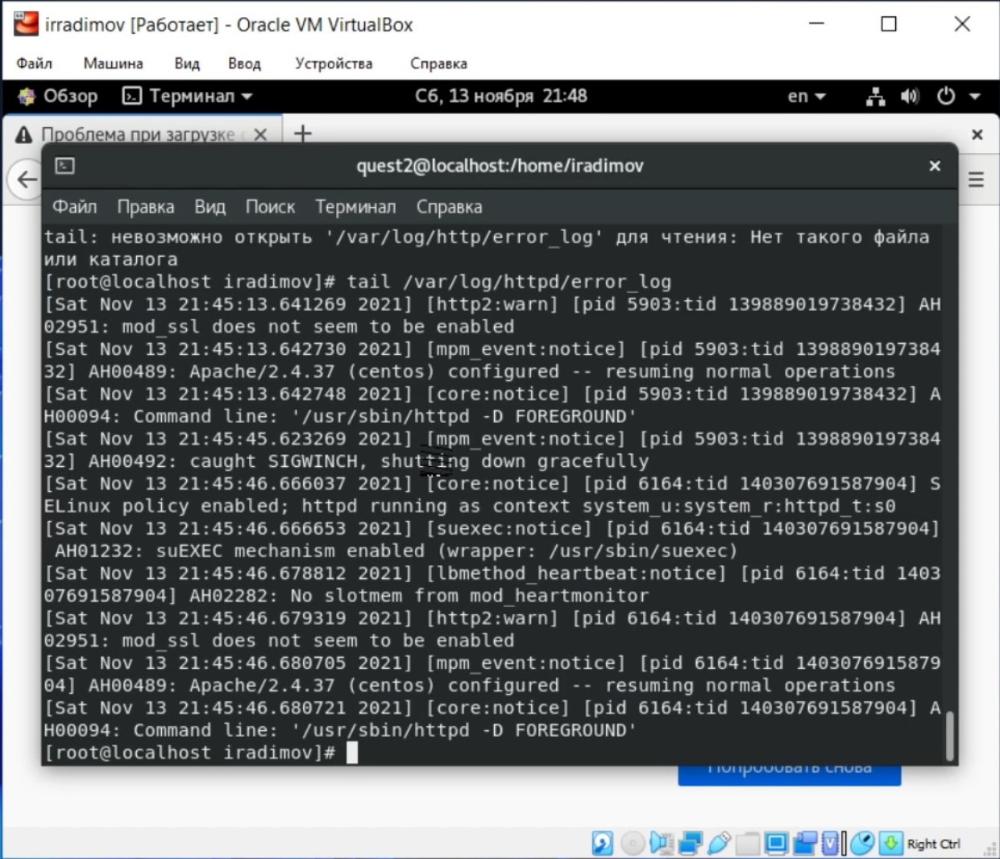 irradimov [Работает] - Oracle VM VirtualBox
Файл Машина Вид Ввод Устройства Справка
Обзор Терминал Сб, 13 ноября 21:48 en
Проблема при загрузке
quest2@localhost:/home/iradimov
Файл Правка Вид Поиск Терминал Справка
tail: невозможно открыть '/var/log/http/error_log' для чтения: Нет такого файла
или каталога
[root@localhost iradimov]# tail /var/log/httpd/error_log
[Sat Nov 13 21:45:13.641269 2021] [http2:warn] [pid 5903:tid 139889019738432] AH
02951: mod_ssl does not seem to be enabled
[Sat Nov 13 21:45:13.642730 2021] [mpm_event:notice] [pid 5903:tid 1398890197384
32] AH00489: Apache/2.4.37 (centos) configured -- resuming normal operations
[Sat Nov 13 21:45:13.642748 2021] [core:notice] [pid 5903:tid 139889019738432] A
H00094: Command line: '/usr/sbin/httpd -D FOREGROUND'
[Sat Nov 13 21:45:45.623269 2021] [mpm_event:notice] [pid 5903:tid 1398890197384
32] AH00492: caught SIGWINCH, shutting down gracefully
[Sat Nov 13 21:45:46.666037 2021] [core:notice] [pid 6164:tid 140307691587904] S
ELinux policy enabled; httpd running as context system_u:system_r:httpd_t:s0
[Sat Nov 13 21:45:46.666653 2021] [suexec:notice] [pid 6164:tid 140307691587904]
AH01232: suEXEC mechanism enabled (wrapper: /usr/sbin/suexec)
[Sat Nov 13 21:45:46.678812 2021] [lbmethod_heartbeat:notice] [pid 6164:tid 1403
07691587904] AH02282: No slotmem from mod_heartmonitor
[Sat Nov 13 21:45:46.679319 2021] [http2:warn] [pid 6164:tid 140307691587904] AH
02951: mod_ssl does not seem to be enabled
[Sat Nov 13 21:45:46.680705 2021] [mpm_event:notice] [pid 6164:tid 1403076915879
04] AH00489: Apache/2.4.37 (centos) configured -- resuming normal operations
[Sat Nov 13 21:45:46.680721 2021] [core:notice] [pid 6164:tid 140307691587904] A
H00094: Command line: '/usr/sbin/httpd -D FOREGROUND'
[root@localhost iradimov]#
Попробовать снова
Right Ctrl